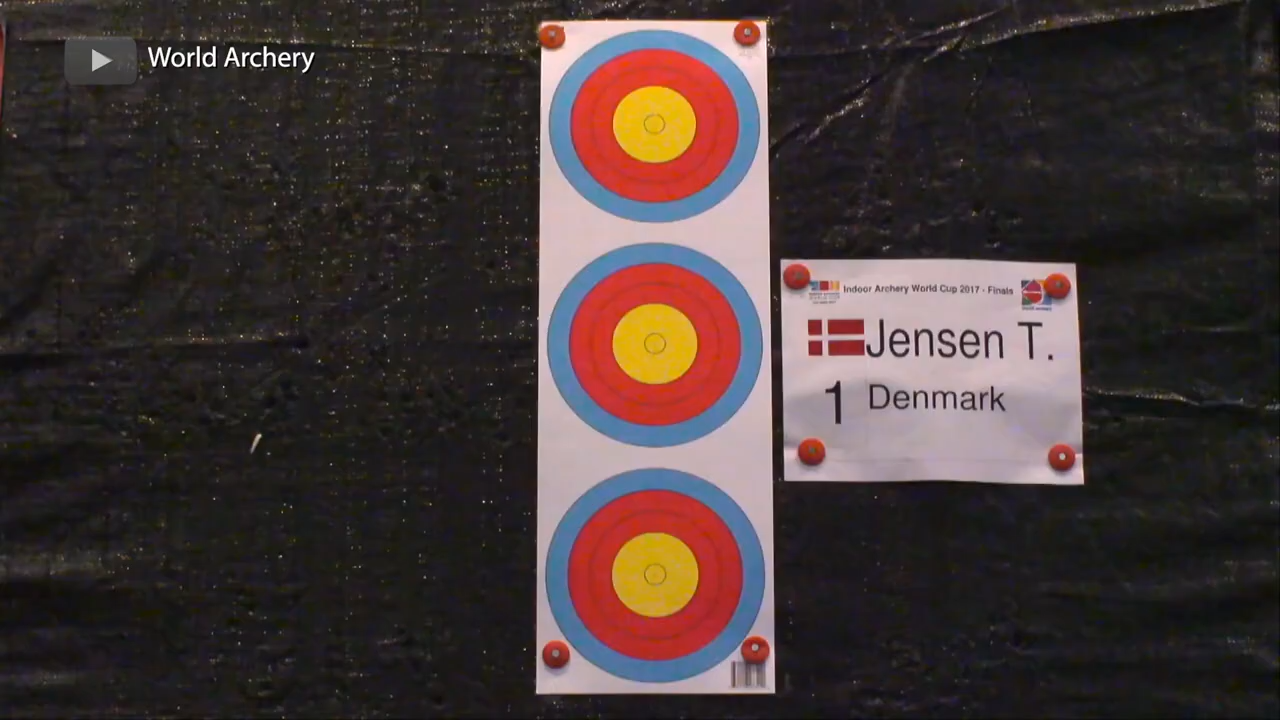 World Archery
Indoor Archery World Cup 2017 - Finals
Jensen T.
1 Denmark